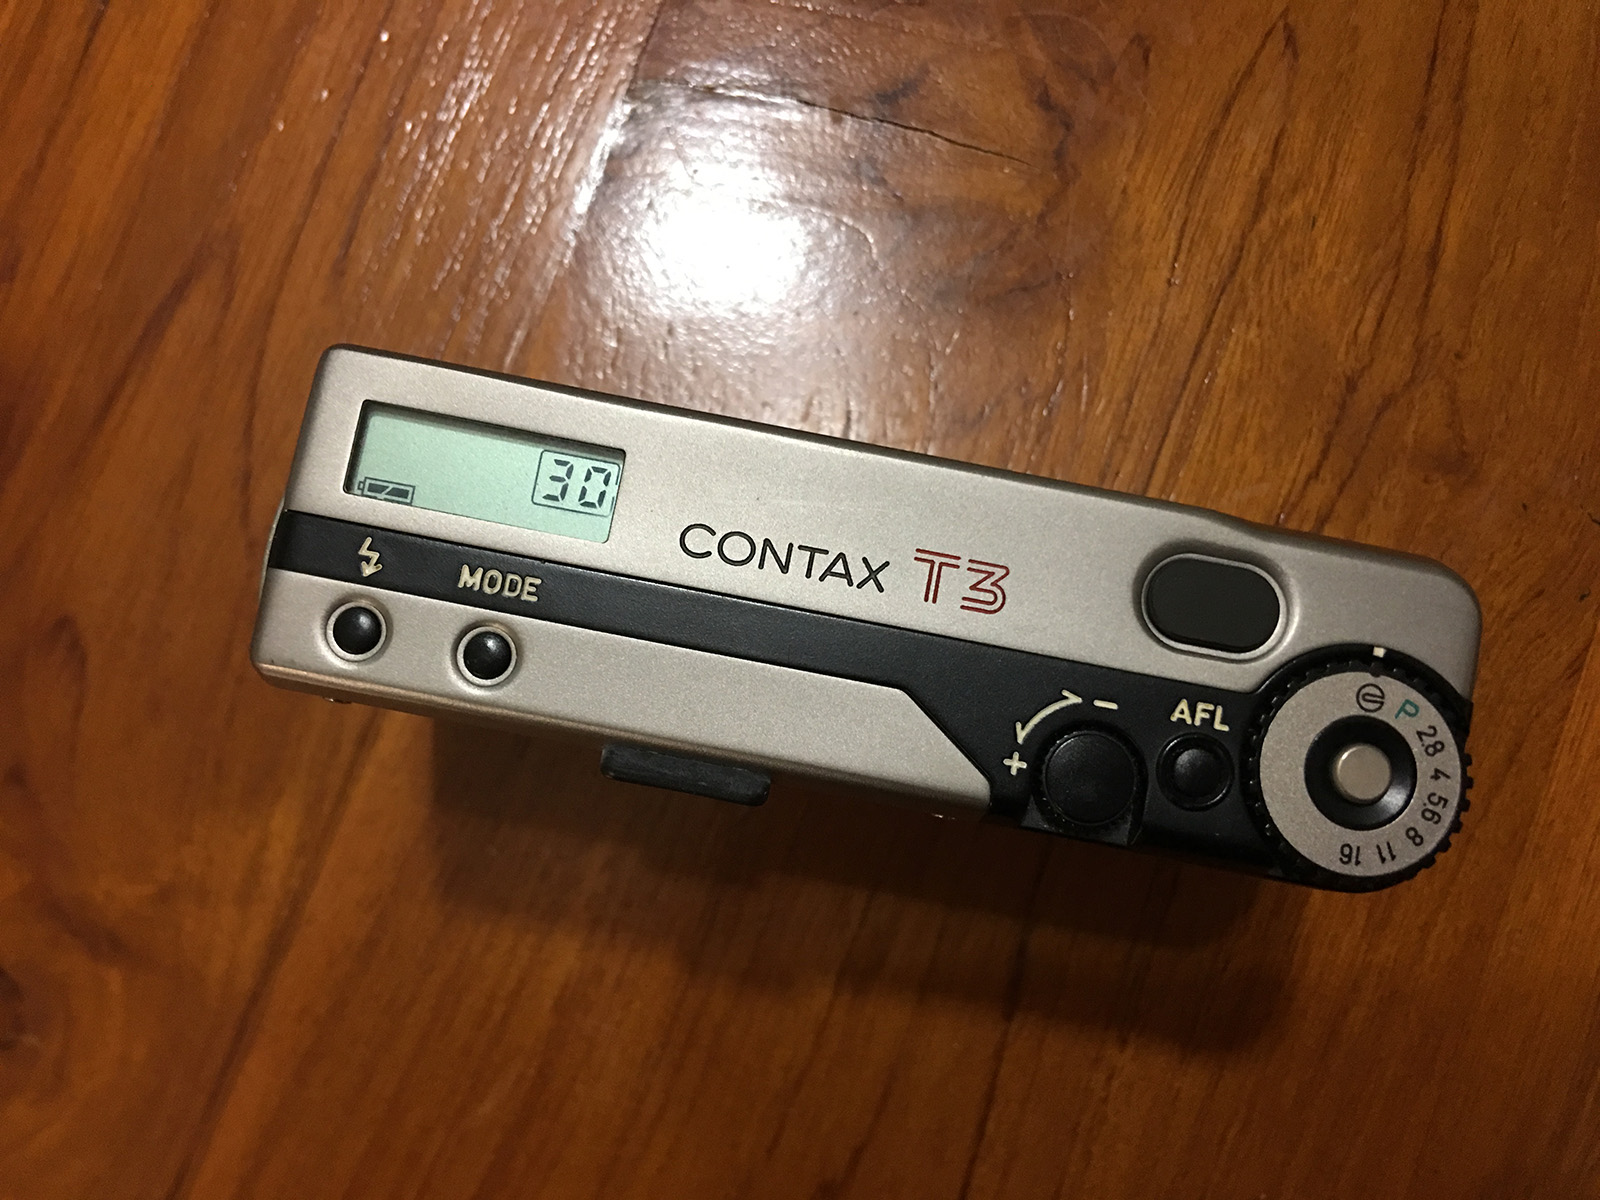 30
CONTAX T3
MODE
- AFL
+
P 2.8 4 5.6 8 11 16